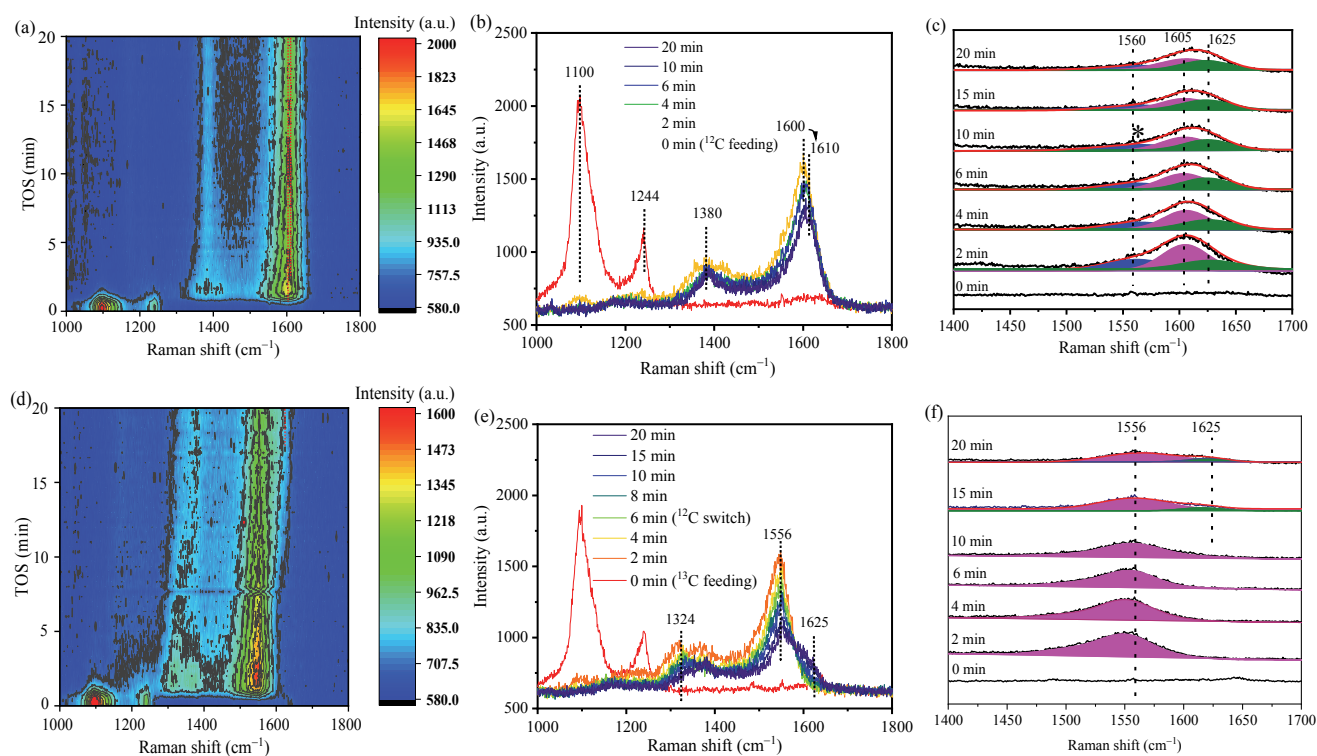 (a)
Intensity (a.u.)
20
15
10
5
0
TOS (min)
1000 1200 1400 1600 1800
Raman shift (cm⁻¹)
2000
1823
1645
1468
1290
1113
935.0
757.5
580.0
(b)
2500
2000
1500
1000
500
Intensity (a.u.)
1100
1244
1380
1600
1610
20 min
10 min
6 min
4 min
2 min
0 min (¹²C feeding)
1000 1200 1400 1600 1800
Raman shift (cm⁻¹)
(c)
1560 1605 1625
20 min
15 min
10 min
*
6 min
4 min
2 min
0 min
1400 1450 1500 1550 1600 1650 1700
Raman shift (cm⁻¹)
(d)
Intensity (a.u.)
20
15
10
5
0
TOS (min)
1000 1200 1400 1600 1800
Raman shift (cm⁻¹)
1600
1473
1345
1218
1090
962.5
835.0
707.5
580.0
(e)
2500
2000
1500
1000
500
Intensity (a.u.)
20 min
15 min
10 min
8 min
6 min (¹²C switch)
4 min
2 min
0 min (¹³C feeding)
1324
1556
1625
1000 1200 1400 1600 1800
Raman shift (cm⁻¹)
(f)
1556 1625
20 min
15 min
10 min
6 min
4 min
2 min
0 min
1400 1450 1500 1550 1600 1650 1700
Raman shift (cm⁻¹)